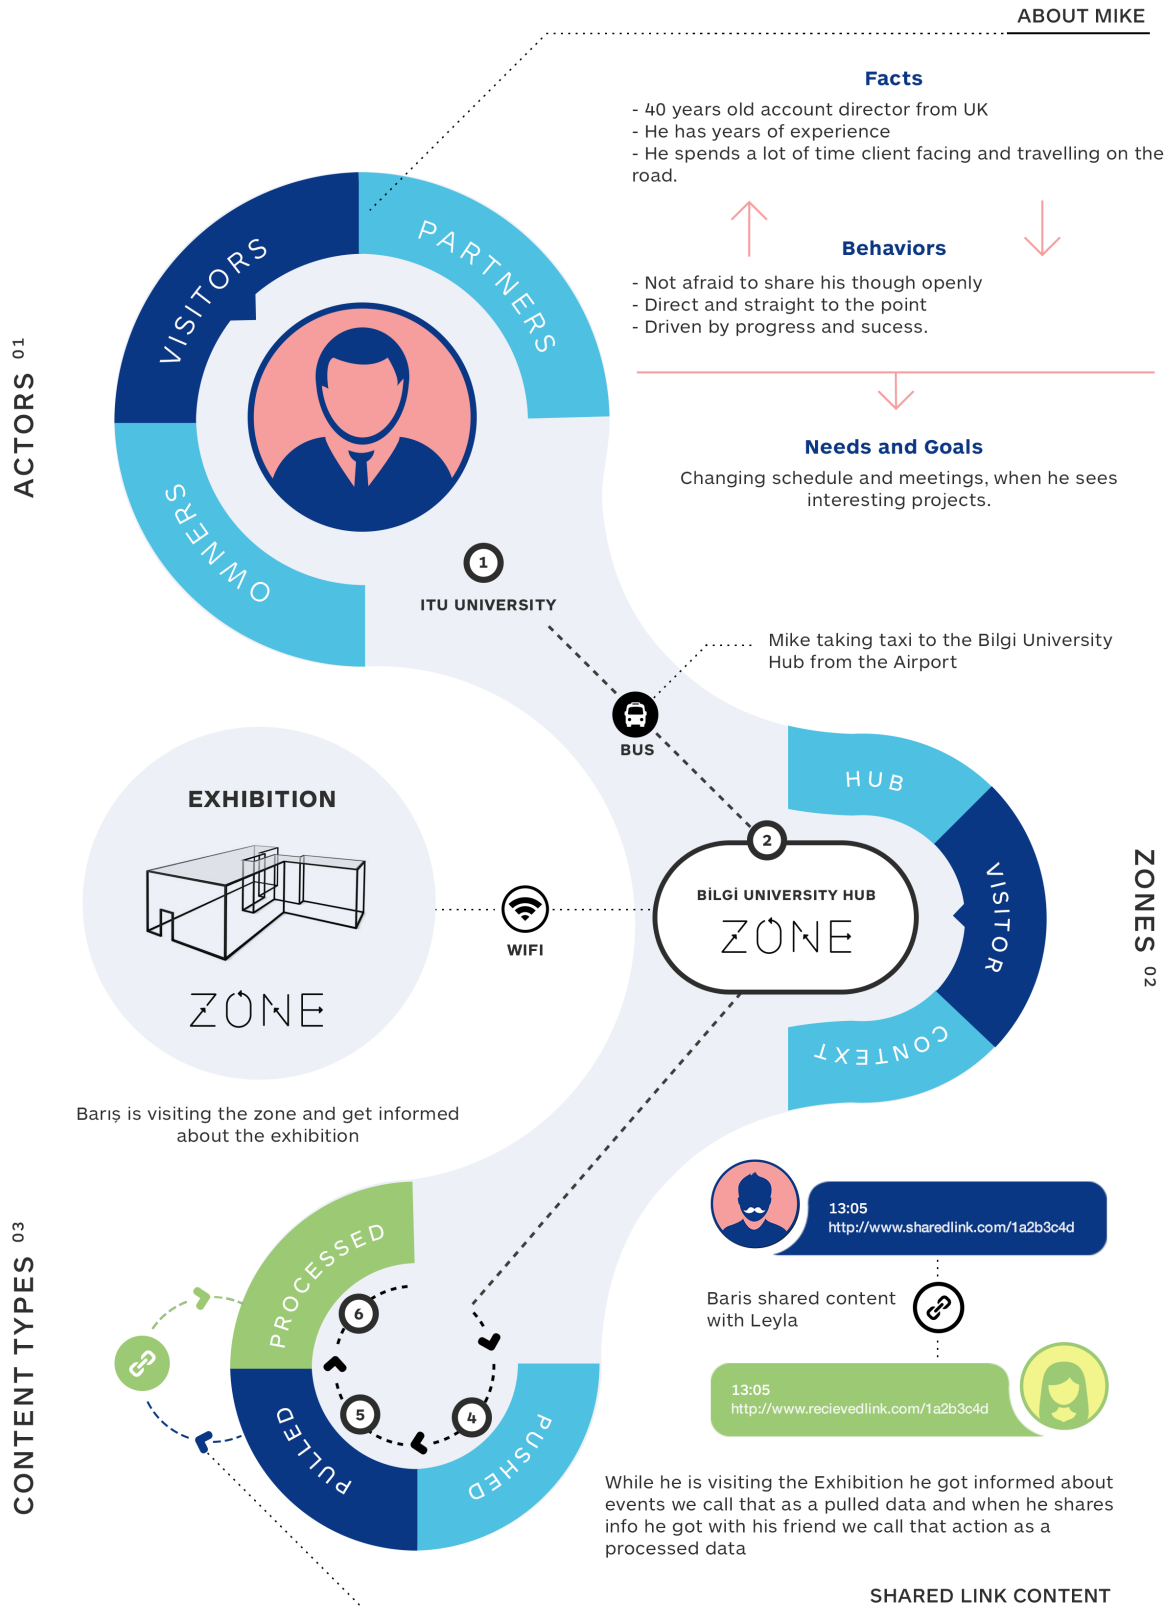 ABOUT MIKE
Facts
- 40 years old account director from UK
- He has years of experience
- He spends a lot of time client facing and travelling on the
road.
Behaviors
- Not afraid to share his though openly
- Direct and straight to the point
- Driven by progress and sucess.
Needs and Goals
Changing schedule and meetings, when he sees
interesting projects.
ACTORS 01
VISITORS
PARTNERS
OWNERS
1
ITU UNIVERSITY
Mike taking taxi to the Bilgi University
Hub from the Airport
BUS
EXHIBITION
ZONE
WIFI
2
BİLGİ UNIVERSITY HUB
ZONE
HUB
VISITOR
CONTEXT
ZONES 02
Barış is visiting the zone and get informed
about the exhibition
CONTENT TYPES 03
PROCESSED
PULLED
PUSHED
6
5
4
13:05
http://www.sharedlink.com/1a2b3c4d
Baris shared content
with Leyla
13:05
http://www.recievedlink.com/1a2b3c4d
While he is visiting the Exhibition he got informed about
events we call that as a pulled data and when he shares
info he got with his friend we call that action as a
processed data
SHARED LINK CONTENT